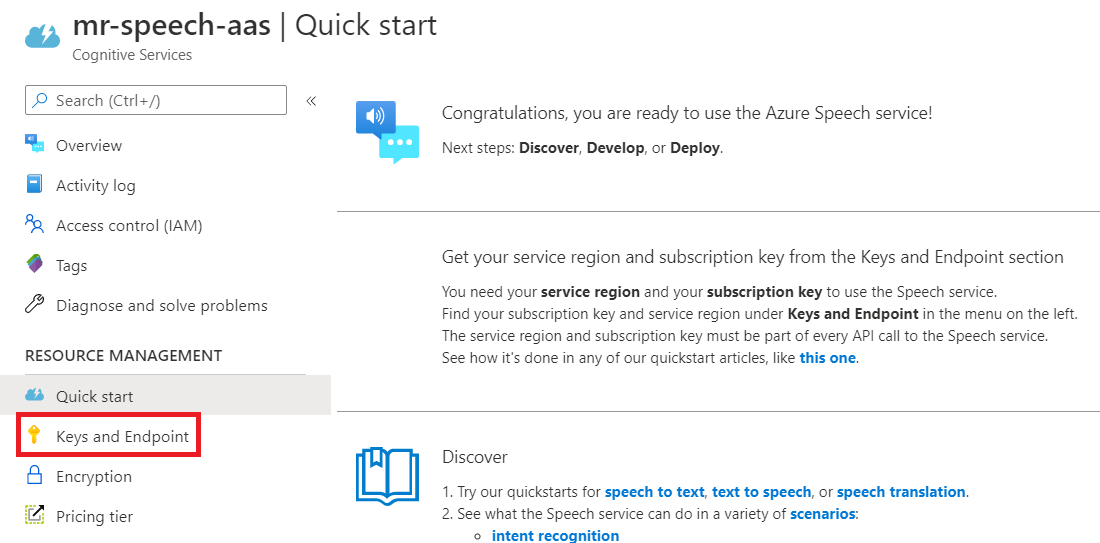 mr-speech-aas | Quick start
Cognitive Services
Search (Ctrl+/)
«
Overview
Activity log
Access control (IAM)
Tags
Diagnose and solve problems
RESOURCE MANAGEMENT
Quick start
Keys and Endpoint
Encryption
Pricing tier
Congratulations, you are ready to use the Azure Speech service!
Next steps: Discover, Develop, or Deploy.
Get your service region and subscription key from the Keys and Endpoint section
You need your service region and your subscription key to use the Speech service.
Find your subscription key and service region under Keys and Endpoint in the menu on the left.
The service region and subscription key must be part of every API call to the Speech service.
See how it's done in any of our quickstart articles, like this one.
Discover
1. Try our quickstarts for speech to text, text to speech, or speech translation.
2. See what the Speech service can do in a variety of scenarios:
intent recognition